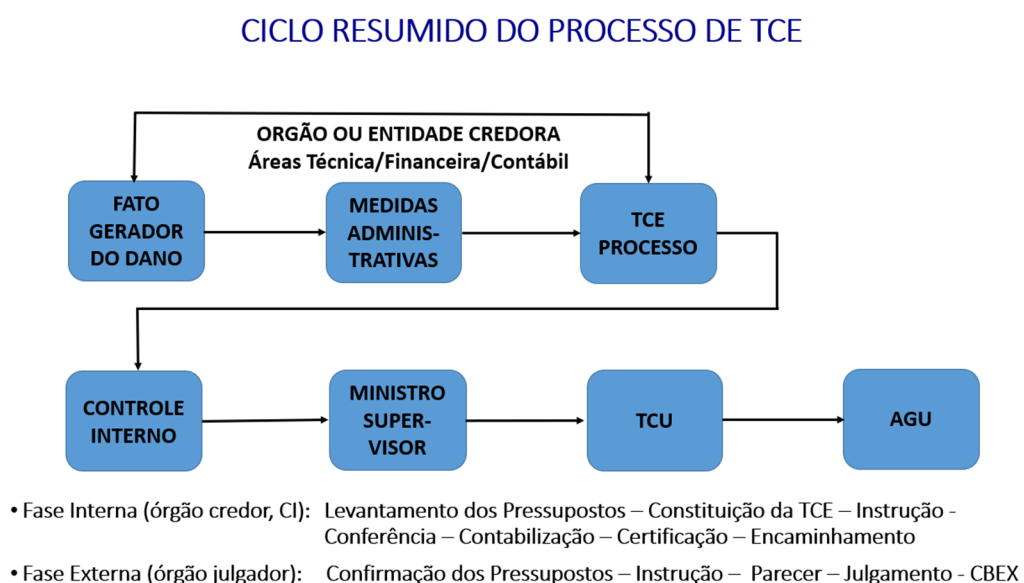 CICLO RESUMIDO DO PROCESSO DE TCE
ORGÃO OU ENTIDADE CREDORA
Áreas Técnica/Financeira/Contábil
FATO
GERADOR
DO DANO
MEDIDAS
ADMINIS-
TRATIVAS
TCE
PROCESSO
CONTROLE
INTERNO
MINISTRO
SUPER-
VISOR
TCU
AGU
• Fase Interna (órgão credor, CI): Levantamento dos Pressupostos – Constituição da TCE – Instrução -
Conferência – Contabilização – Certificação – Encaminhamento
• Fase Externa (órgão julgador): Confirmação dos Pressupostos – Instrução – Parecer – Julgamento - CBEX